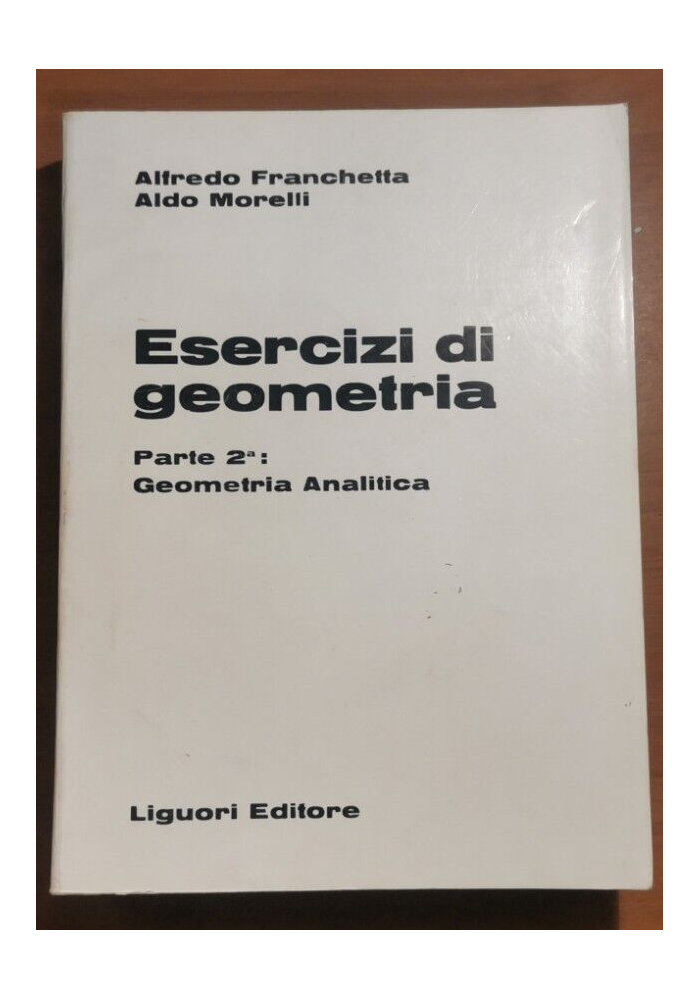 Alfredo Franchetta
Aldo Morelli
Esercizi di
geometria
Parte 2ª:
Geometria Analitica
Liguori Editore